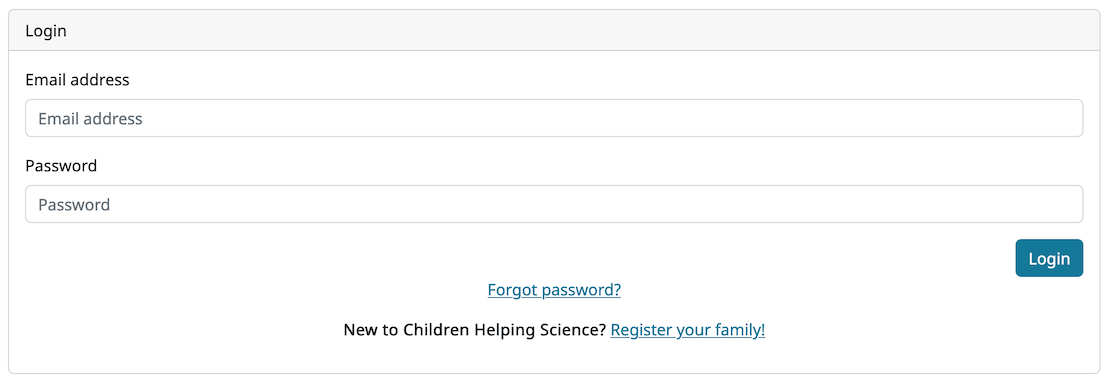 Login
Email address
Email address
Password
Password
Login
Forgot password?
New to Children Helping Science? Register your family!